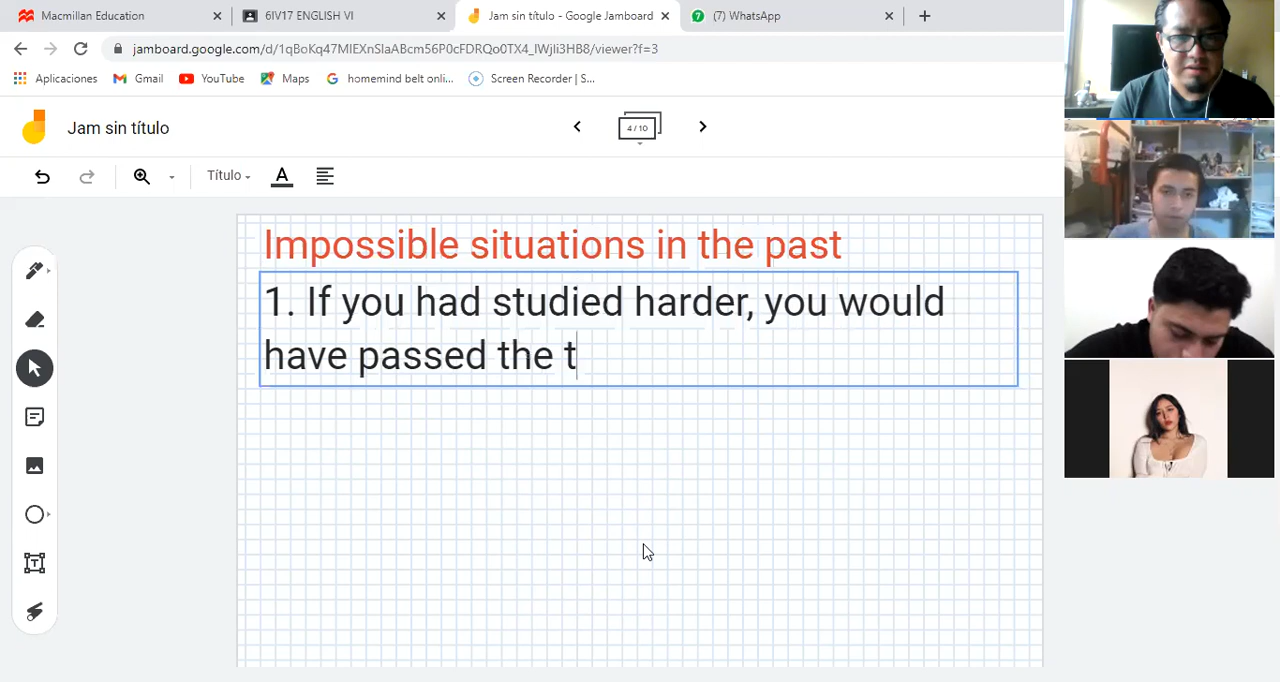 Macmillan Education
6IV17 ENGLISH VI
Jam sin título - Google Jamboard
(7) WhatsApp
jamboard.google.com/d/1qBoKq47MIEXnSlaABcm56P0cFDRQo0TX4_IWjIi3HB8/viewer?f=3
Aplicaciones
Gmail
YouTube
Maps
homemind belt onli...
Screen Recorder | S...
Jam sin título
4 / 10
Título
Impossible situations in the past
1. If you had studied harder, you would
have passed the t